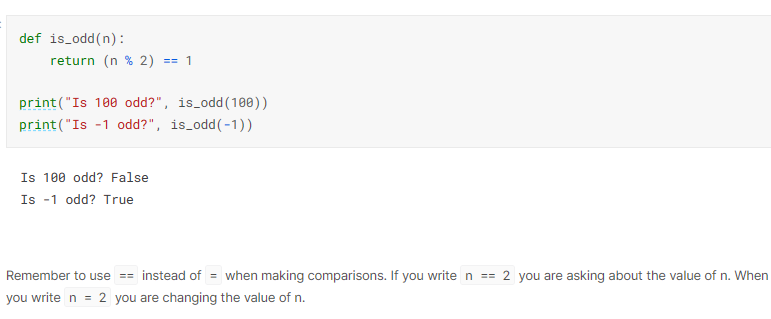 def is_odd(n):
    return (n % 2) == 1
print("Is 100 odd?", is_odd(100))
print("Is -1 odd?", is_odd(-1))
Is 100 odd? False
Is -1 odd? True
Remember to use == instead of = when making comparisons. If you write n == 2 you are asking about the value of n. When
you write n = 2 you are changing the value of n.